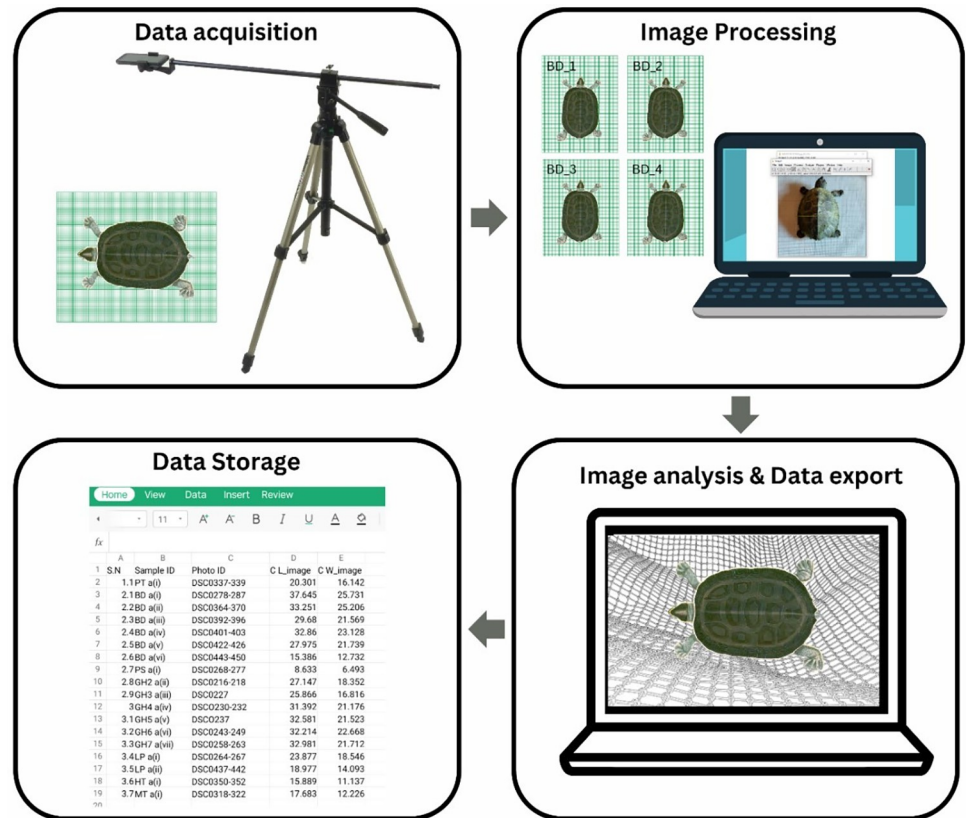 Data acquisition
Image Processing
BD_1
BD_2
BD_3
BD_4
Data Storage
Home View Data Insert Review
11 A+ A- B I U A
fx
A B C D E
1 S.N Sample ID Photo ID C L_image C W_image
2 1.1 PT a(i) DSC0337-339 20.301 16.142
3 2.1 BD a(i) DSC0278-287 37.645 25.731
4 2.2 BD a(ii) DSC0364-370 33.251 25.206
5 2.3 BD a(iii) DSC0392-396 29.68 21.569
6 2.4 BD a(iv) DSC0401-403 32.86 23.128
7 2.5 BD a(v) DSC0422-426 27.975 21.739
8 2.6 BD a(vi) DSC0443-450 15.386 12.732
9 2.7 PS a(i) DSC0268-277 8.633 6.493
10 2.8 GH2 a(ii) DSC0216-218 27.147 18.352
11 2.9 GH3 a(iii) DSC0227 25.866 16.816
12 3 GH4 a(iv) DSCO230-232 31.392 21.176
13 3.1 GH5 a(v) DSCO237 32.581 21.523
14 3.2 GH6 a(vi) DSC0243-249 32.214 22.668
15 3.3 GH7 a(vii) DSC0258-263 32.981 21.712
16 3.4 LP a(i) DSC0264-267 23.877 18.546
17 3.5 LP a(ii) DSC0437-442 18.977 14.093
18 3.6 HT a(i) DSC0350-352 15.889 11.137
19 3.7 MT a(i) DSC0318-322 17.683 12.226
20
Image analysis & Data export